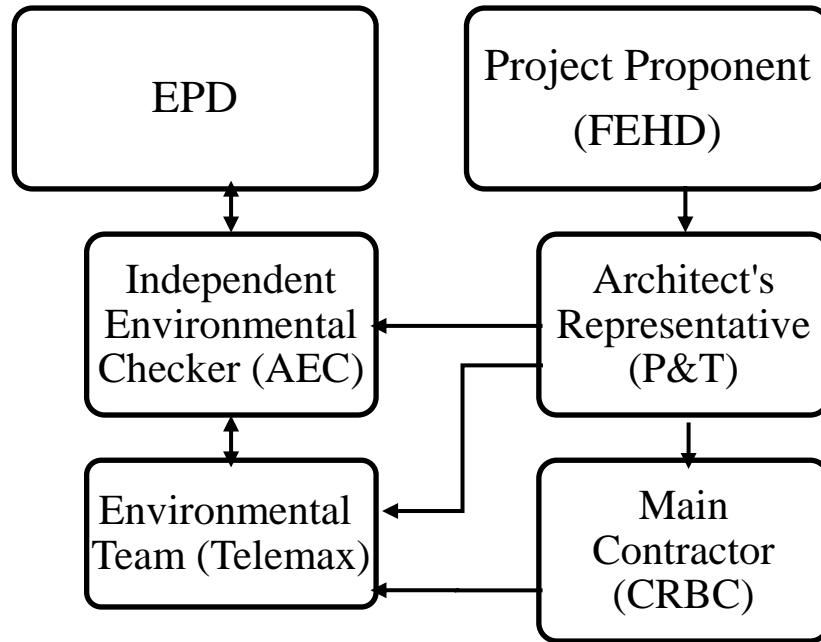 EPD
Project Proponent
(FEHD)
Independent
Environmental
Checker (AEC)
Architect's
Representative
(P&T)
Environmental
Team (Telemax)
Main
Contractor
(CRBC)